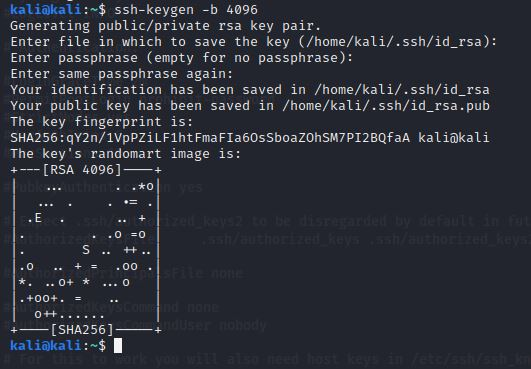 kali@kali:~$ ssh-keygen -b 4096
Generating public/private rsa key pair.
Enter file in which to save the key (/home/kali/.ssh/id_rsa):
Enter passphrase (empty for no passphrase):
Enter same passphrase again:
Your identification has been saved in /home/kali/.ssh/id_rsa
Your public key has been saved in /home/kali/.ssh/id_rsa.pub
The key fingerprint is:
SHA256:qY2n/1VpPZiLF1htFmaFIa6OsSboaZOhSM7PI2BQfaA kali@kali
The key's randomart image is:
+---[RSA 4096]----+
|    ...      . .*o|
|   ... .    . •= .|
|  .E  .      .. + |
|.        . .o =o |
|.       S .. ++..|
|.o  .. + =  .oo .|
|*. ..o+ * ...o   |
|.+oo+. =   ..    |
|  o++......      |
+----[SHA256]-----+
kali@kali:~$
yes
# Expect .ssh/authorized_keys2 to be disregarded by default in fut
.ssh/authorized_keys .ssh/authorized_keys
#AuthorizedPrincipalsFile none
#AuthorizedKeysCommand none
#AuthorizedKeysCommandUser nobody
# For this to work you will also need host keys in /etc/ssh/ssh_kn